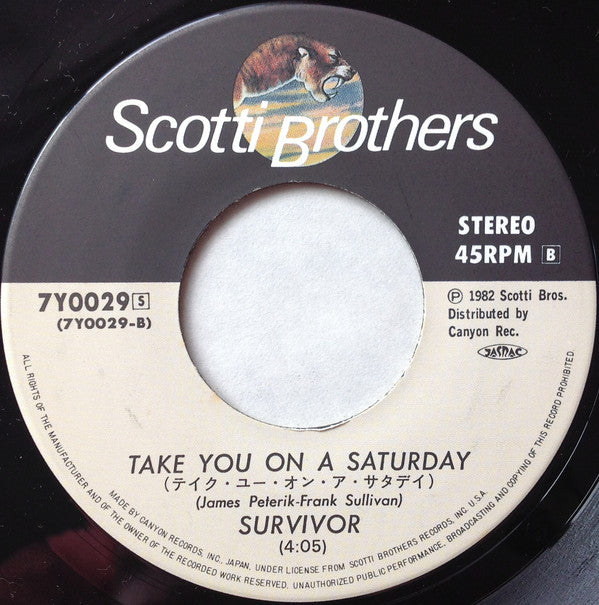 Scotti Brothers
STEREO
45RPM B
7Y0029 S
(7Y0029-B)
Ⓟ 1982 Scotti Bros.
Distributed by
Canyon Rec.
JASRAC
TAKE YOU ON A SATURDAY
(テイク・ユー・オン・ア・サタデイ)
(James Peterik-Frank Sullivan)
SURVIVOR
(4:05)
ALL RIGHTS OF THE MANUFACTURER AND OF THE OWNER OF THE RECORDED WORK RESERVED. UNAUTHORIZED PUBLIC PERFORMANCE, BROADCASTING AND COPYING OF THIS RECORD PROHIBITED.
MADE BY CANYON RECORDS, INC., JAPAN. UNDER LICENSE FROM SCOTTI BROTHERS RECORDS, INC. U.S.A.